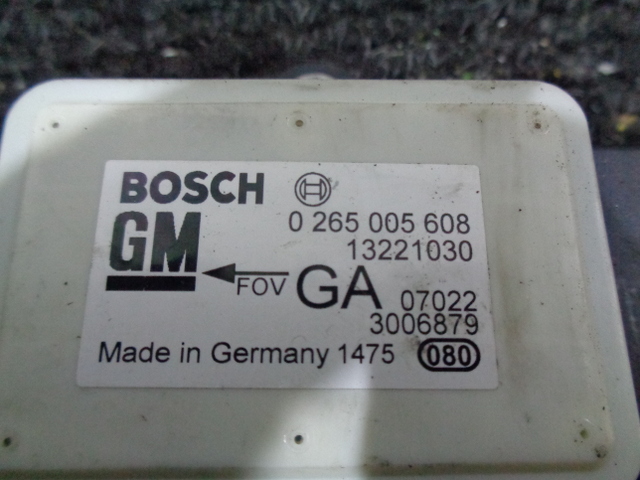 BOSCH
0 265 005 608
GM 13221030
FOV GA 07022
3006879
Made in Germany 1475 080